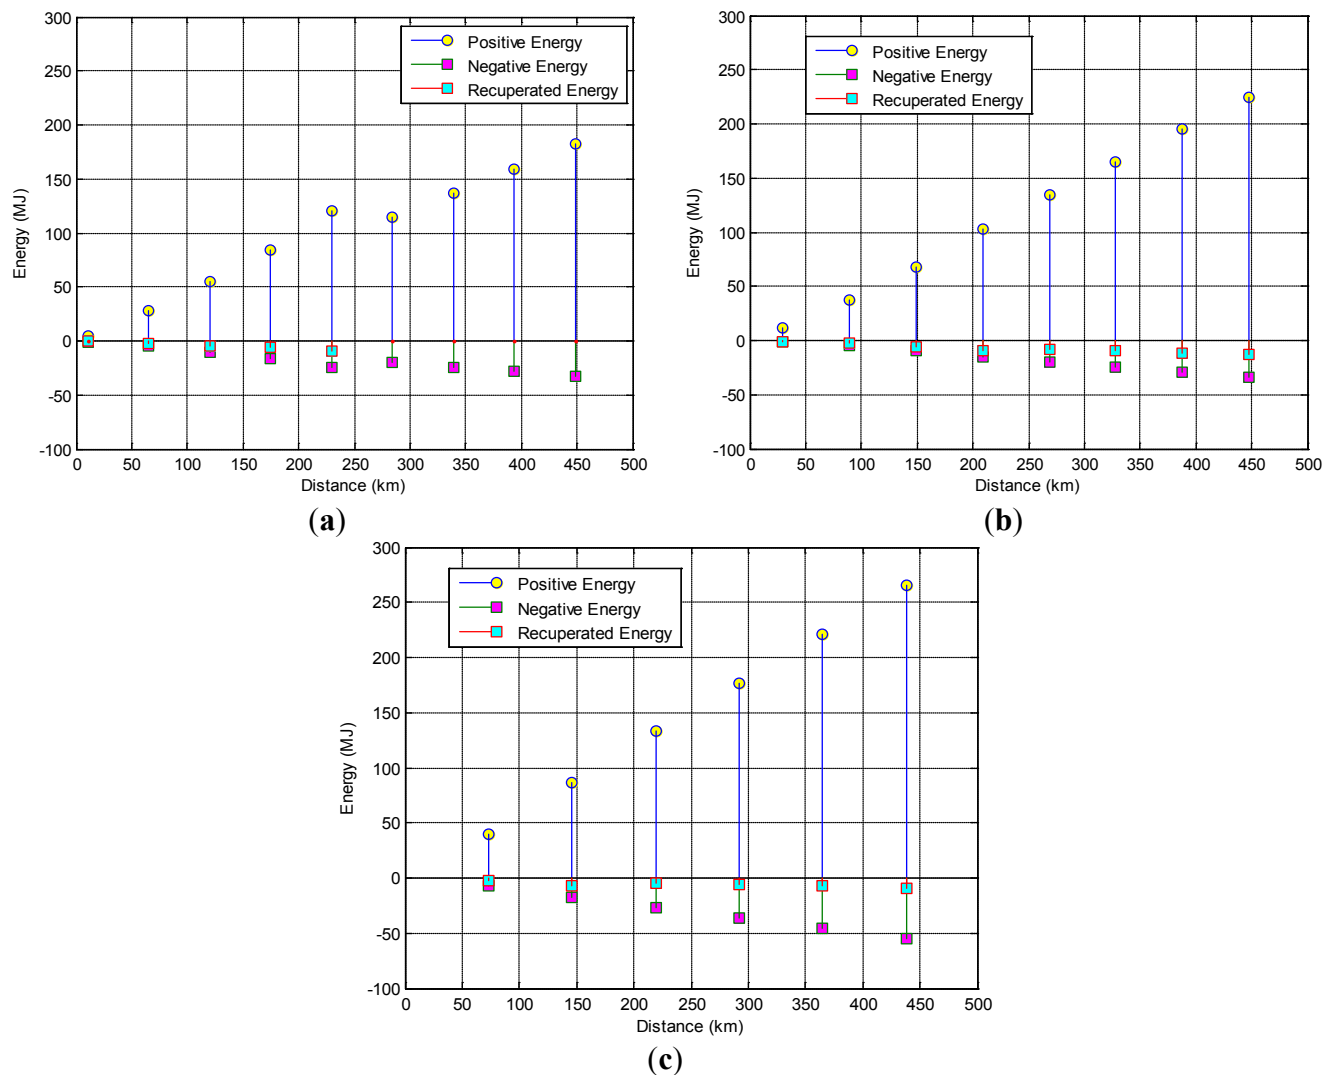 300
250
200
150
100
50
0
-50
-100
Energy (MJ)
Positive Energy
Negative Energy
Recuperated Energy
0 50 100 150 200 250 300 350 400 450 500
Distance (km)
(a)
300
250
200
150
100
50
0
-50
-100
Energy (MJ)
Positive Energy
Negative Energy
Recuperated Energy
0 50 100 150 200 250 300 350 400 450 500
Distance (km)
(b)
300
250
200
150
100
50
0
-50
-100
Energy (MJ)
Positive Energy
Negative Energy
Recuperated Energy
0 50 100 150 200 250 300 350 400 450 500
Distance (km)
(c)